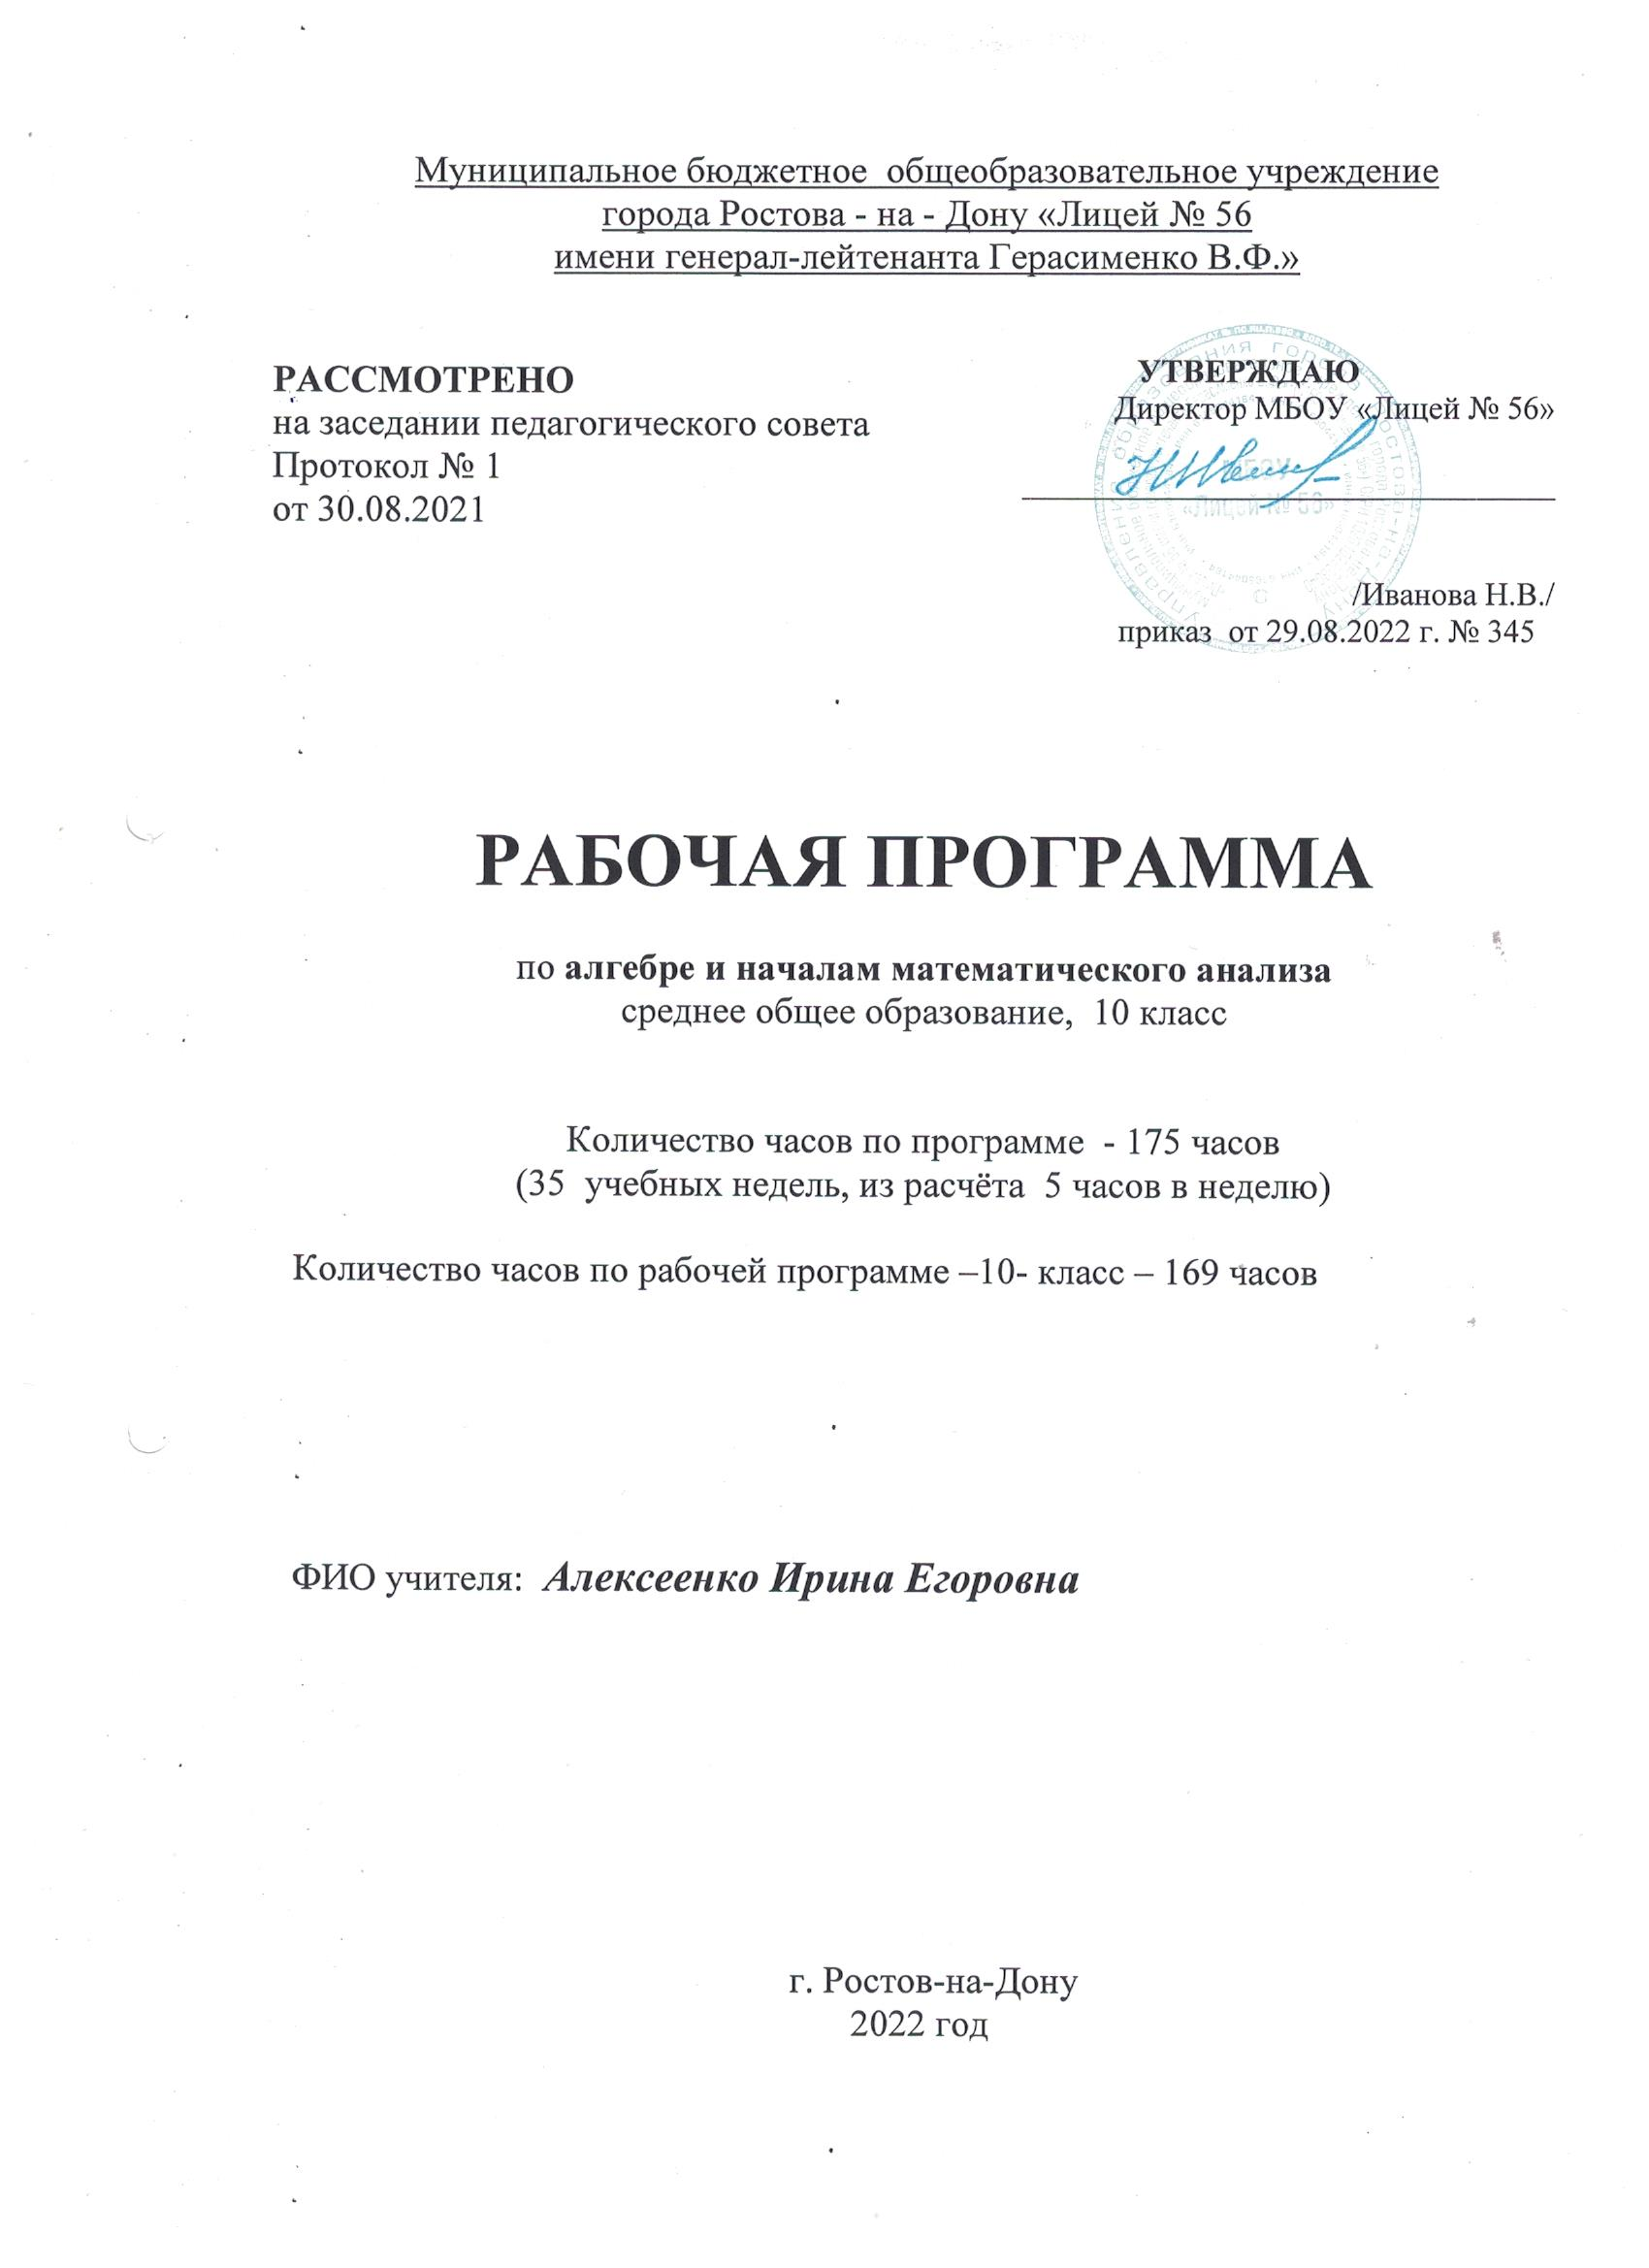 Муниципальное бюджетное общеобразовательное учреждение
города Ростова - на - Дону «Лицей № 56
имени генерал-лейтенанта Герасименко В.Ф.»
РАССМОТРЕНО
на заседании педагогического совета
Протокол № 1
от 30.08.2021
УТВЕРЖДАЮ
Директор МБОУ «Лицей № 56»
«Лицей № 56»
/Иванова Н.В./
приказ от 29.08.2022 г. № 345
РАБОЧАЯ ПРОГРАММА
по алгебре и началам математического анализа
среднее общее образование, 10 класс
Количество часов по программе - 175 часов
(35 учебных недель, из расчёта 5 часов в неделю)
Количество часов по рабочей программе –10- класс – 169 часов
ФИО учителя: Алексеенко Ирина Егоровна
г. Ростов-на-Дону
2022 год